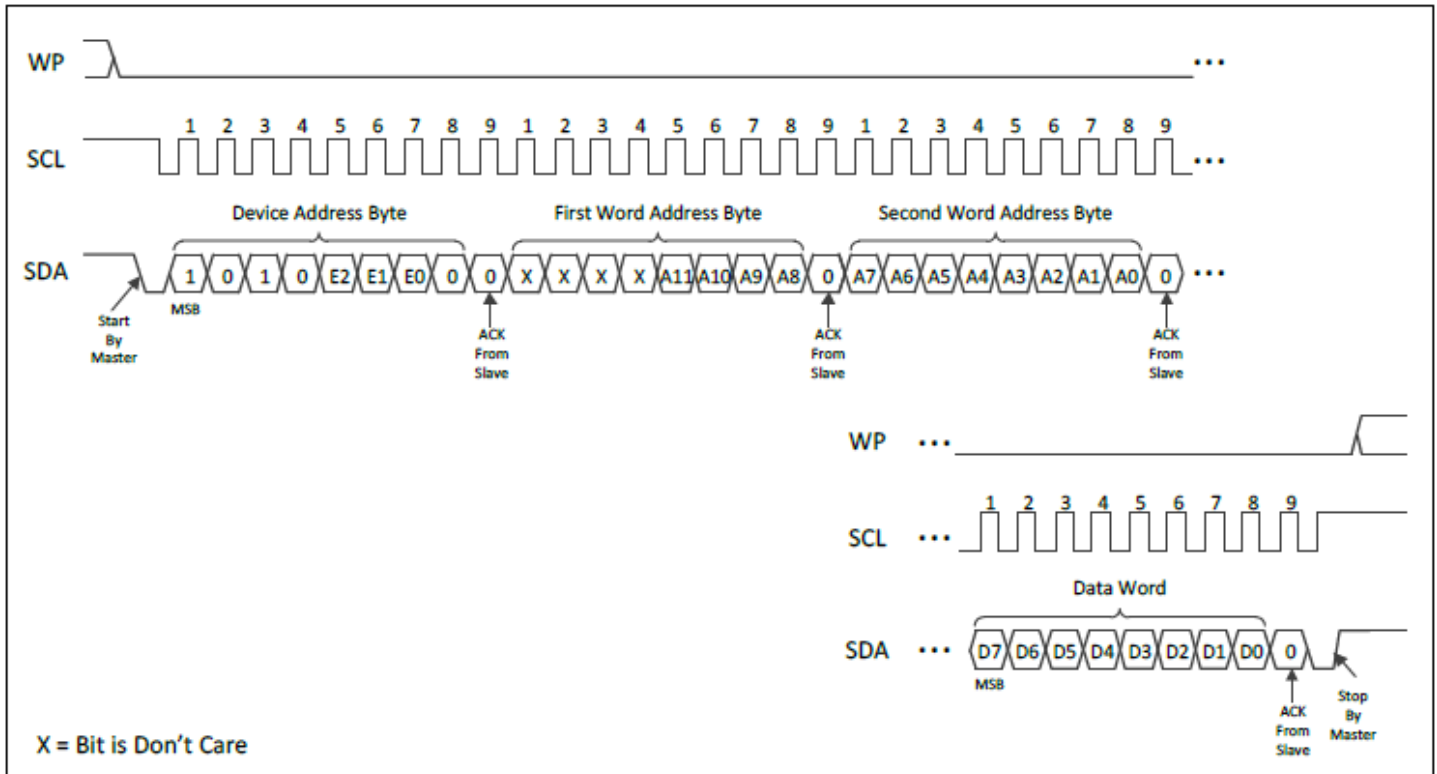 WP ...
1 2 3 4 5 6 7 8 9 1 2 3 4 5 6 7 8 9 1 2 3 4 5 6 7 8 9
SCL ...
Device Address Byte First Word Address Byte Second Word Address Byte
SDA 1 0 1 0 E2 E1 E0 0 0 X X X X A11 A10 A9 A8 0 A7 A6 A5 A4 A3 A2 A1 A0 0 ...
MSB
Start
By
Master
ACK
From
Slave
ACK
From
Slave
ACK
From
Slave
WP ...
1 2 3 4 5 6 7 8 9
SCL ...
Data Word
SDA ... D7 D6 D5 D4 D3 D2 D1 D0 0
MSB
ACK
From
Slave
Stop
By
Master
X = Bit is Don't Care